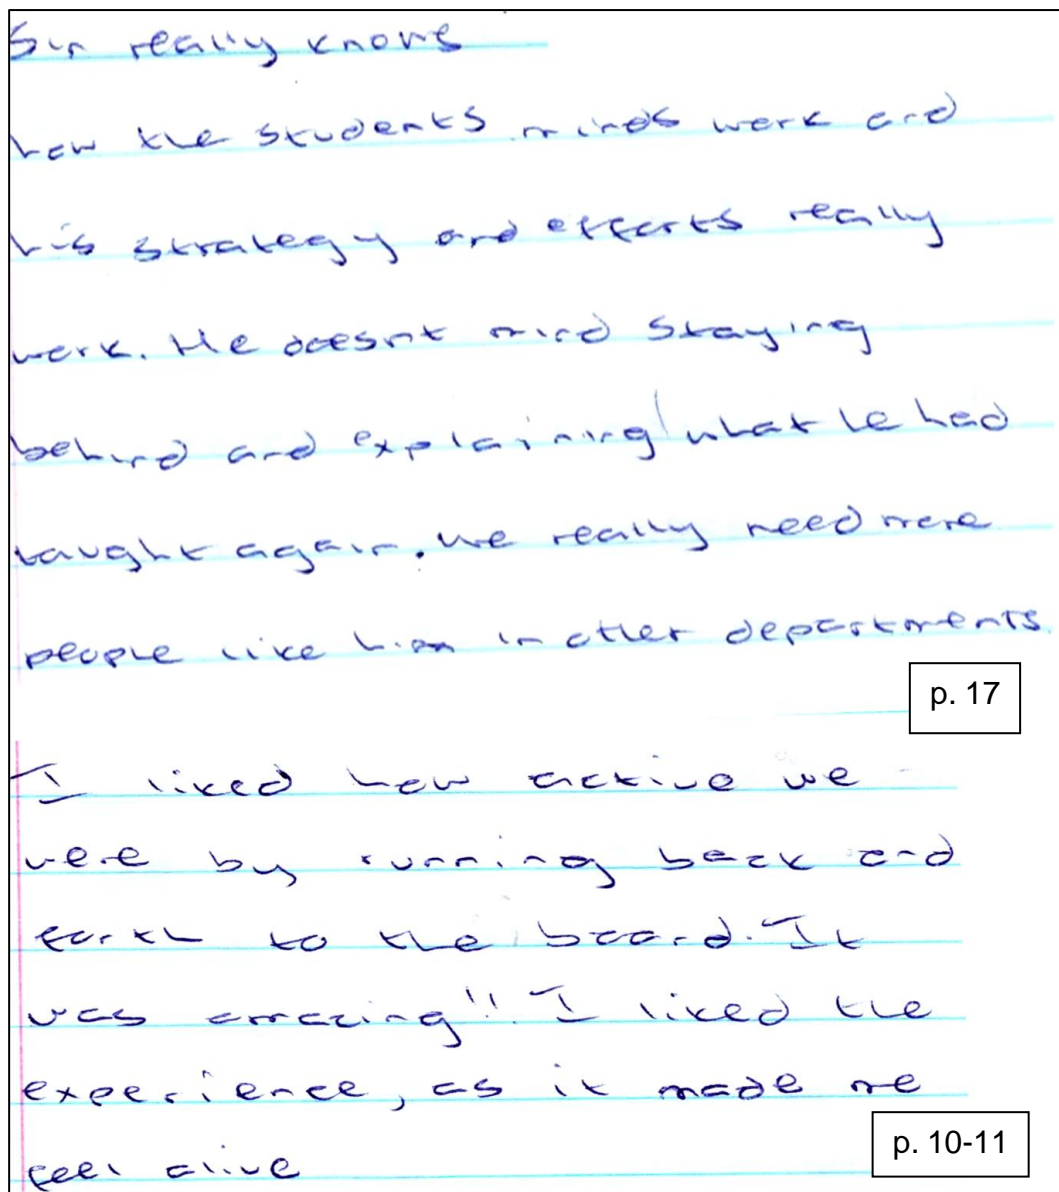 Sir really knows
how the students minds work and
his strategy and efforts really
work. He doesnt mind staying
behind and explaining what he had
taught again. We really need more
people like him in other departments.
p. 17
I liked how active we
were by running back and
forth to the board. It
was amazing!! I liked the
experience, as it made me
feel alive
p. 10-11